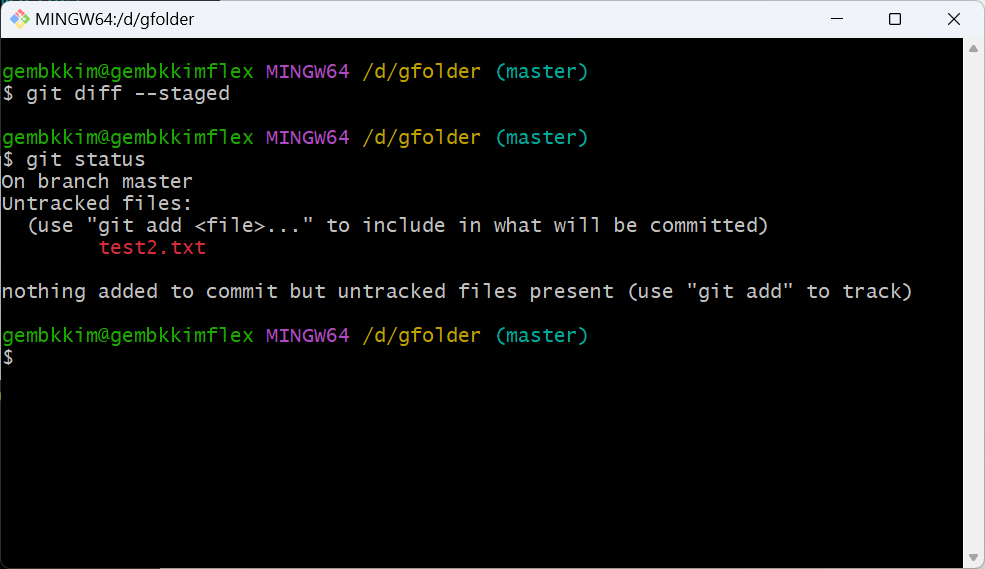 MINGW64:/d/gfolder
gembkkim@gembkkimflex MINGW64 /d/gfolder (master)
$ git diff --staged
gembkkim@gembkkimflex MINGW64 /d/gfolder (master)
$ git status
On branch master
Untracked files:
  (use "git add <file>..." to include in what will be committed)
        test2.txt
nothing added to commit but untracked files present (use "git add" to track)
gembkkim@gembkkimflex MINGW64 /d/gfolder (master)
$